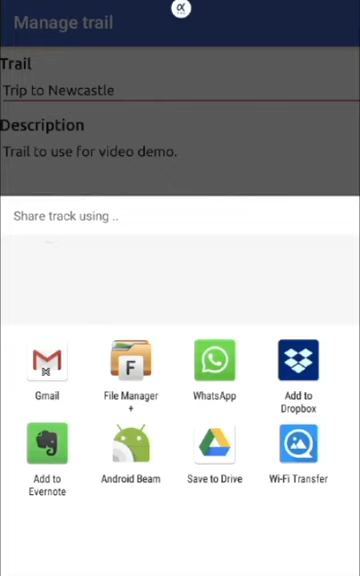 Manage trail
Trail
Trip to Newcastle
Description
Trail to use for video demo.
Share track using ..
Gmail
File Manager
+
WhatsApp
Add to
Dropbox
Add to
Evernote
Android Beam
Save to Drive
Wi-Fi Transfer